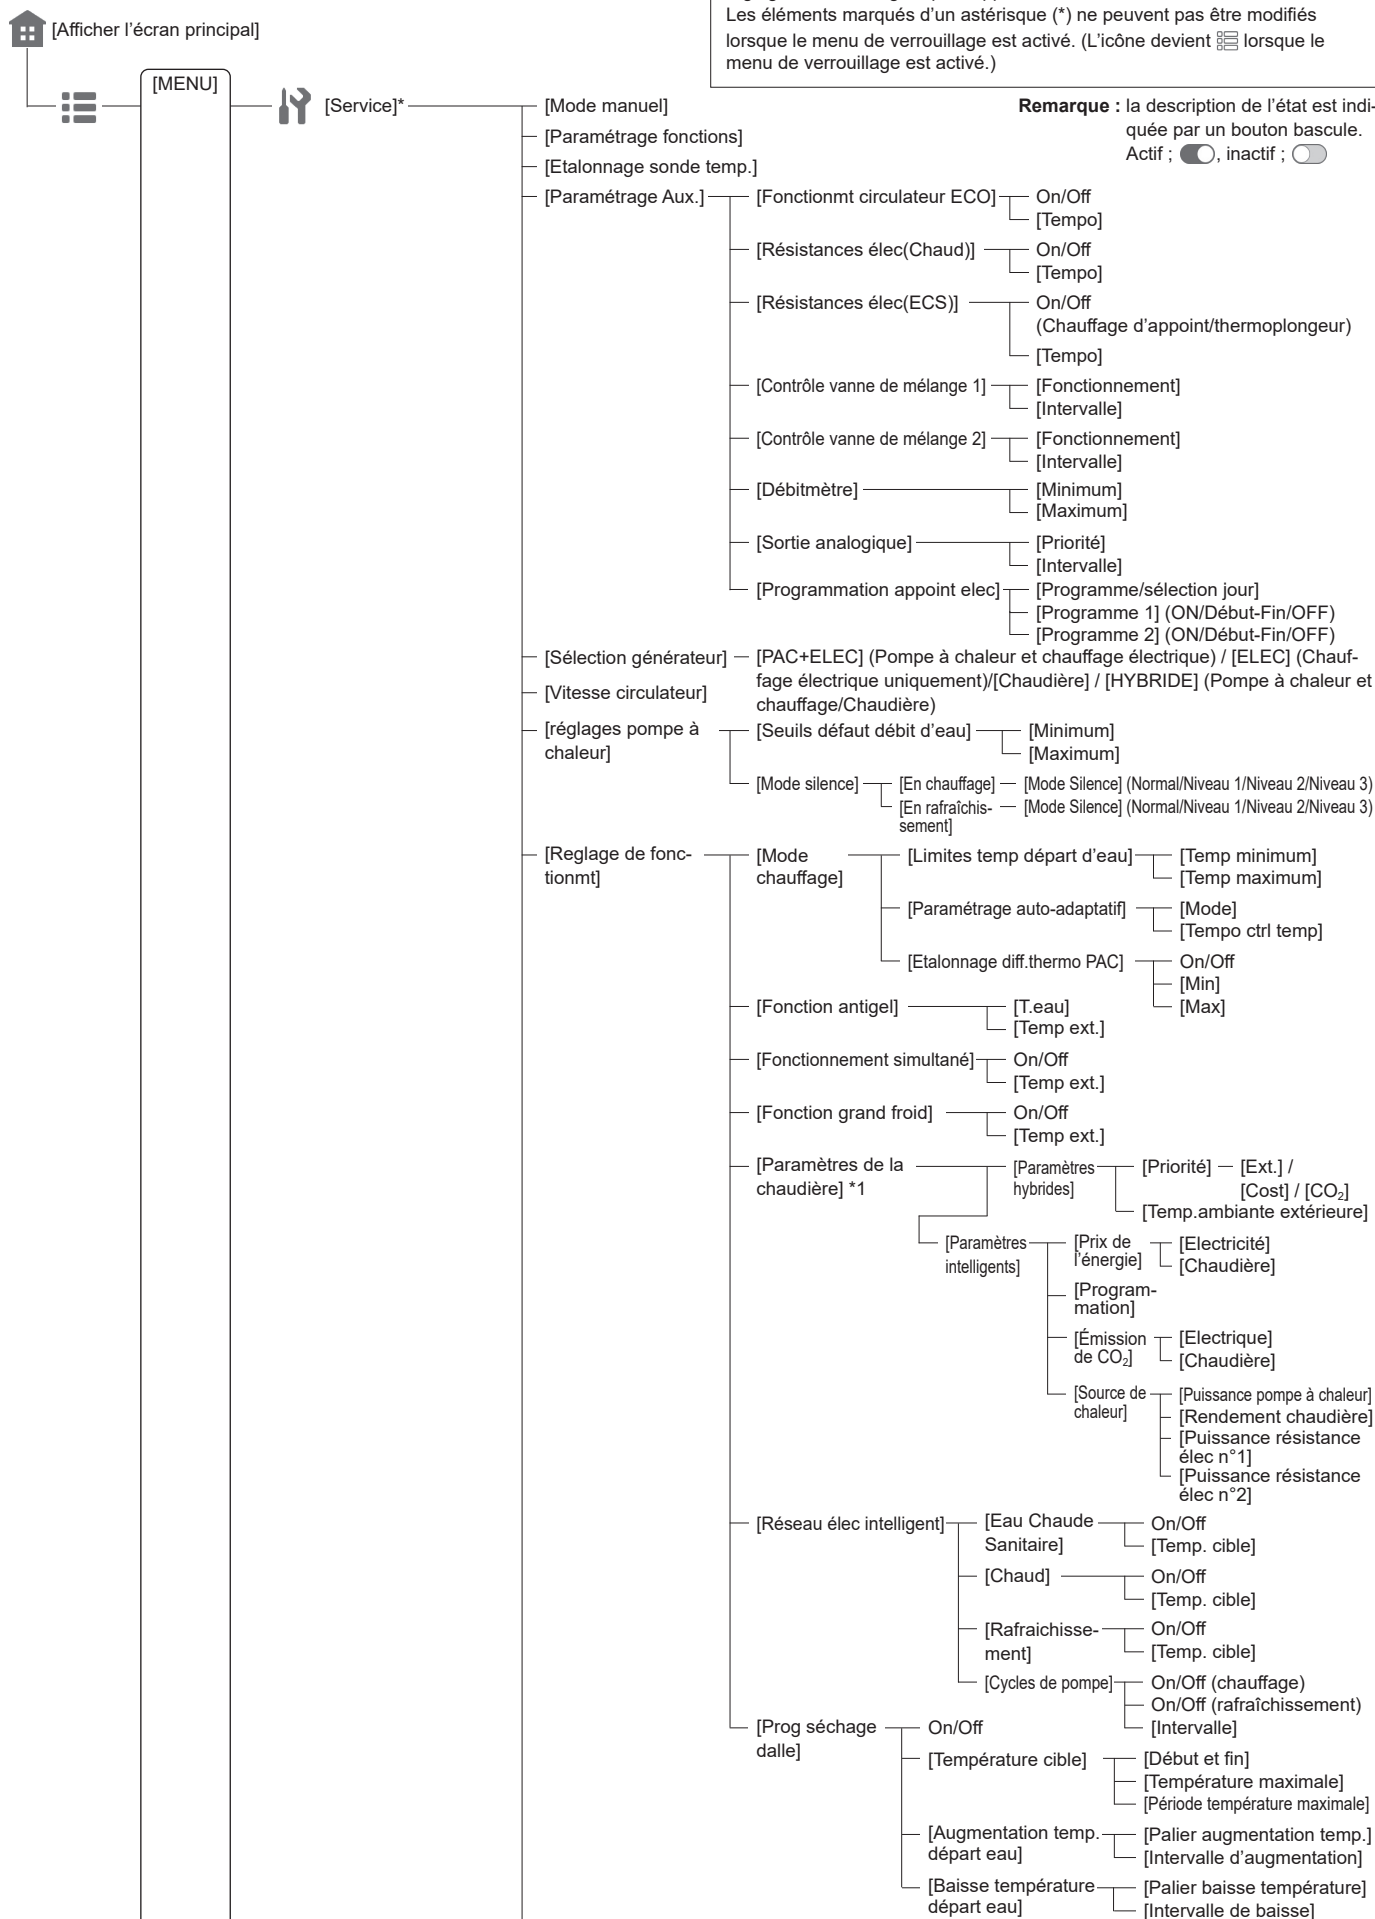 [Afficher l'écran principal]
Les éléments marqués d'un astérisque (*) ne peuvent pas être modifiés
lorsque le menu de verrouillage est activé. (L'icône devient lorsque le
menu de verrouillage est activé.)
[MENU]
[Service]*
Remarque : la description de l'état est indi-
quée par un bouton bascule.
Actif ; , inactif ;
[Mode manuel]
[Paramétrage fonctions]
[Etalonnage sonde temp.]
[Paramétrage Aux.]
[Fonctionmt circulateur ECO]
On/Off
[Tempo]
[Résistances élec(Chaud)]
On/Off
[Tempo]
[Résistances élec(ECS)]
On/Off
(Chauffage d'appoint/thermoplongeur)
[Tempo]
[Contrôle vanne de mélange 1]
[Fonctionnement]
[Intervalle]
[Contrôle vanne de mélange 2]
[Fonctionnement]
[Intervalle]
[Débitmètre]
[Minimum]
[Maximum]
[Sortie analogique]
[Priorité]
[Intervalle]
[Programmation appoint elec]
[Programme/sélection jour]
[Programme 1] (ON/Début-Fin/OFF)
[Programme 2] (ON/Début-Fin/OFF)
[Sélection générateur]
[PAC+ELEC] (Pompe à chaleur et chauffage électrique) / [ELEC] (Chauf-
fage électrique uniquement)/[Chaudière] / [HYBRIDE] (Pompe à chaleur et
chauffage/Chaudière)
[Vitesse circulateur]
[réglages pompe à
chaleur]
[Seuils défaut débit d'eau]
[Minimum]
[Maximum]
[Mode silence]
[En chauffage]
[Mode Silence] (Normal/Niveau 1/Niveau 2/Niveau 3)
[En rafraîchis-
sement]
[Mode Silence] (Normal/Niveau 1/Niveau 2/Niveau 3)
[Reglage de fonc-
tionmt]
[Mode
chauffage]
[Limites temp départ d'eau]
[Temp minimum]
[Temp maximum]
[Paramétrage auto-adaptatif]
[Mode]
[Tempo ctrl temp]
[Etalonnage diff.thermo PAC]
On/Off
[Min]
[Max]
[Fonction antigel]
[T.eau]
[Temp ext.]
[Fonctionnement simultané]
On/Off
[Temp ext.]
[Fonction grand froid]
On/Off
[Temp ext.]
[Paramètres de la
chaudière] *1
[Paramètres
hybrides]
[Priorité]
[Ext.] /
[Cost] / [CO₂]
[Temp.ambiante extérieure]
[Paramètres
intelligents]
[Prix de
l'énergie]
[Electricité]
[Chaudière]
[Program-
mation]
[Émission
de CO₂]
[Electrique]
[Chaudière]
[Source de
chaleur]
[Puissance pompe à chaleur]
[Rendement chaudière]
[Puissance résistance
élec n°1]
[Puissance résistance
élec n°2]
[Réseau élec intelligent]
[Eau Chaude
Sanitaire]
On/Off
[Temp. cible]
[Chaud]
On/Off
[Temp. cible]
[Rafraichisse-
ment]
On/Off
[Temp. cible]
[Cycles de pompe]
On/Off (chauffage)
On/Off (rafraîchissement)
[Intervalle]
[Prog séchage
dalle]
On/Off
[Température cible]
[Début et fin]
[Température maximale]
[Période température maximale]
[Augmentation temp.
départ eau]
[Palier augmentation temp.]
[Intervalle d'augmentation]
[Baisse température
départ eau]
[Palier baisse température]
[Intervalle de baisse]